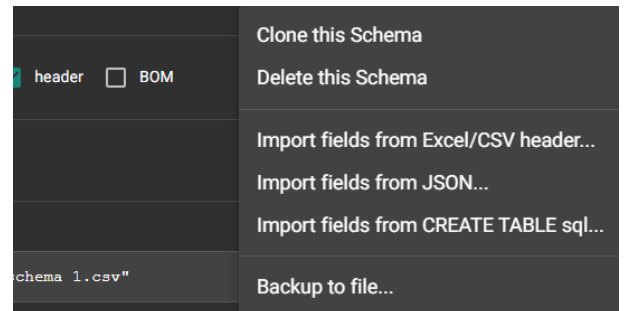 header BOM
chema 1.csv"
Clone this Schema
Delete this Schema
Import fields from Excel/CSV header...
Import fields from JSON...
Import fields from CREATE TABLE sql...
Backup to file...